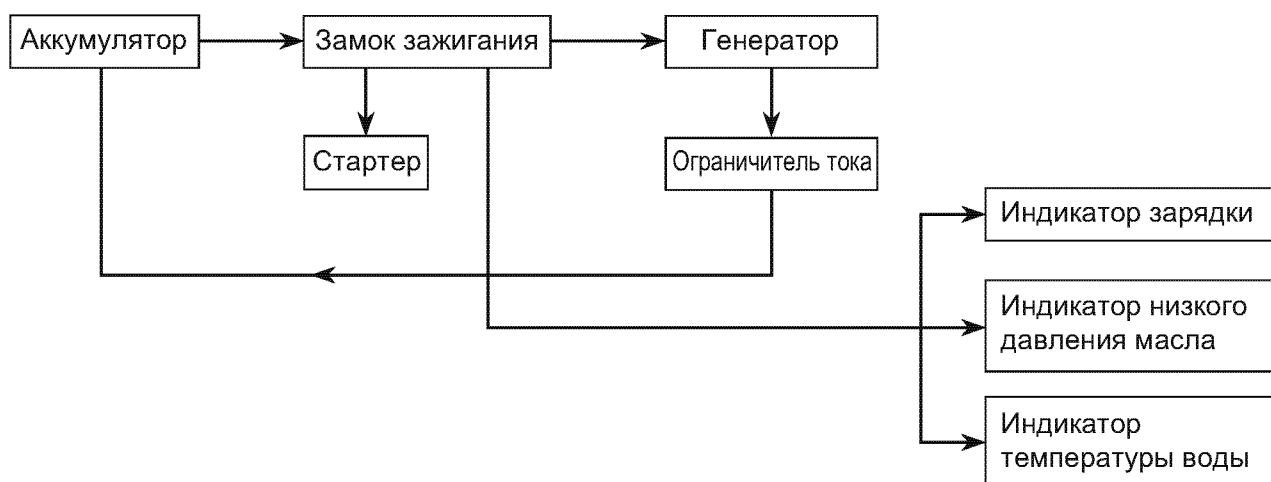 Аккумулятор
Замок зажигания
Генератор
Стартер
Ограничитель тока
Индикатор зарядки
Индикатор низкого
давления масла
Индикатор
температуры воды